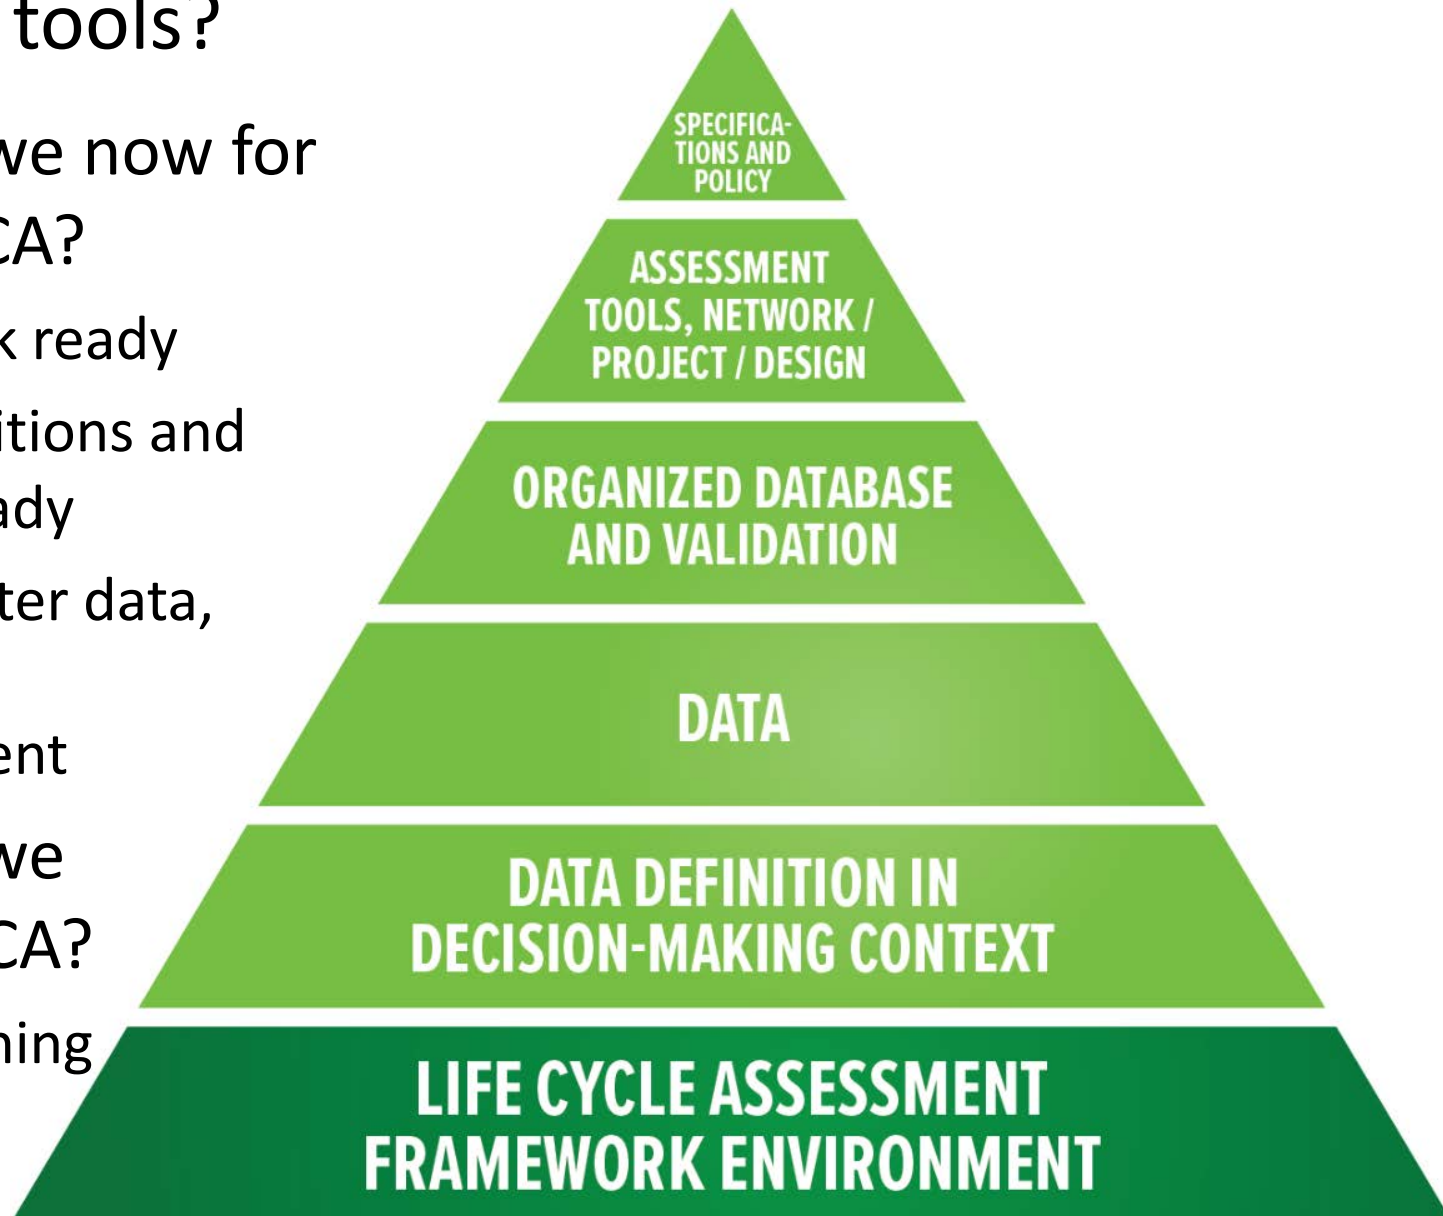 tools?
we now for
CA?
k ready
itions and
ady
ter data,
ent
we
CA?
ning
SPECIFICA-
TIONS AND
POLICY
ASSESSMENT
TOOLS, NETWORK /
PROJECT / DESIGN
ORGANIZED DATABASE
AND VALIDATION
DATA
DATA DEFINITION IN
DECISION-MAKING CONTEXT
LIFE CYCLE ASSESSMENT
FRAMEWORK ENVIRONMENT